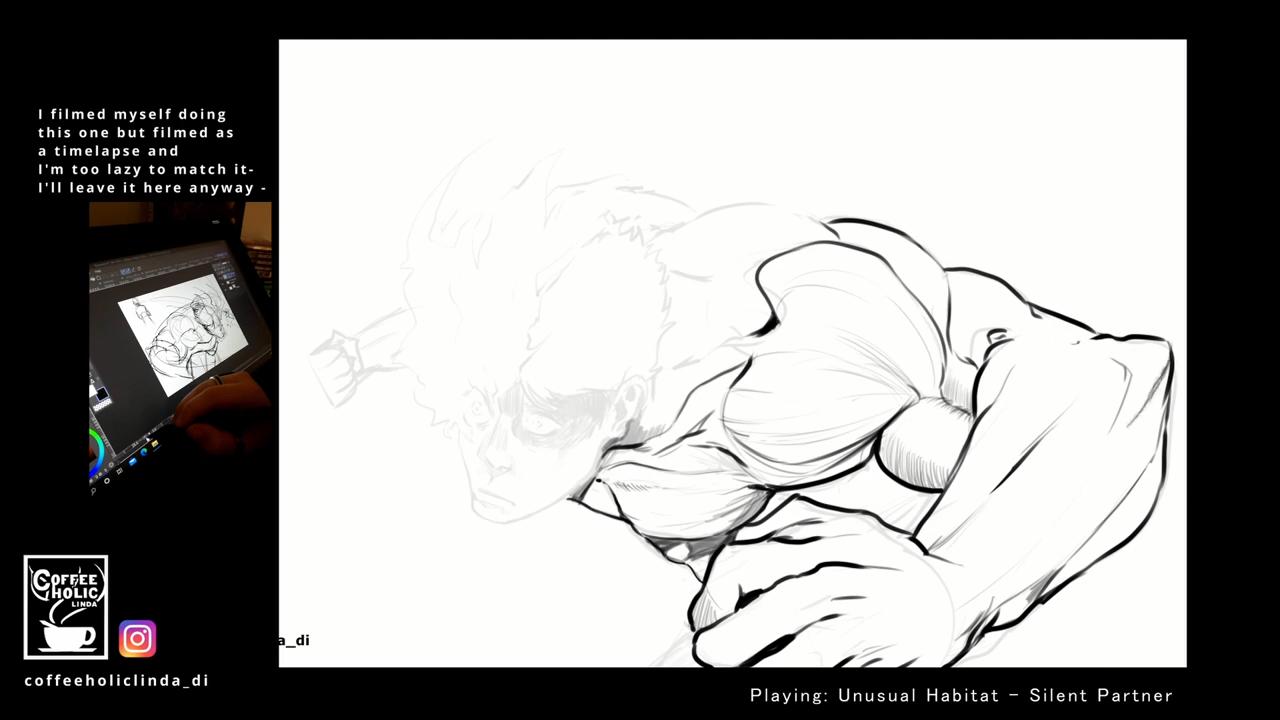 I filmed myself doing
this one but filmed as
a timelapse and
I'm too lazy to match it-
I'll leave it here anyway -
COFFEE
HOLIC
LINDA
coffeeholiclinda_di
a_di
Playing: Unusual Habitat – Silent Partner